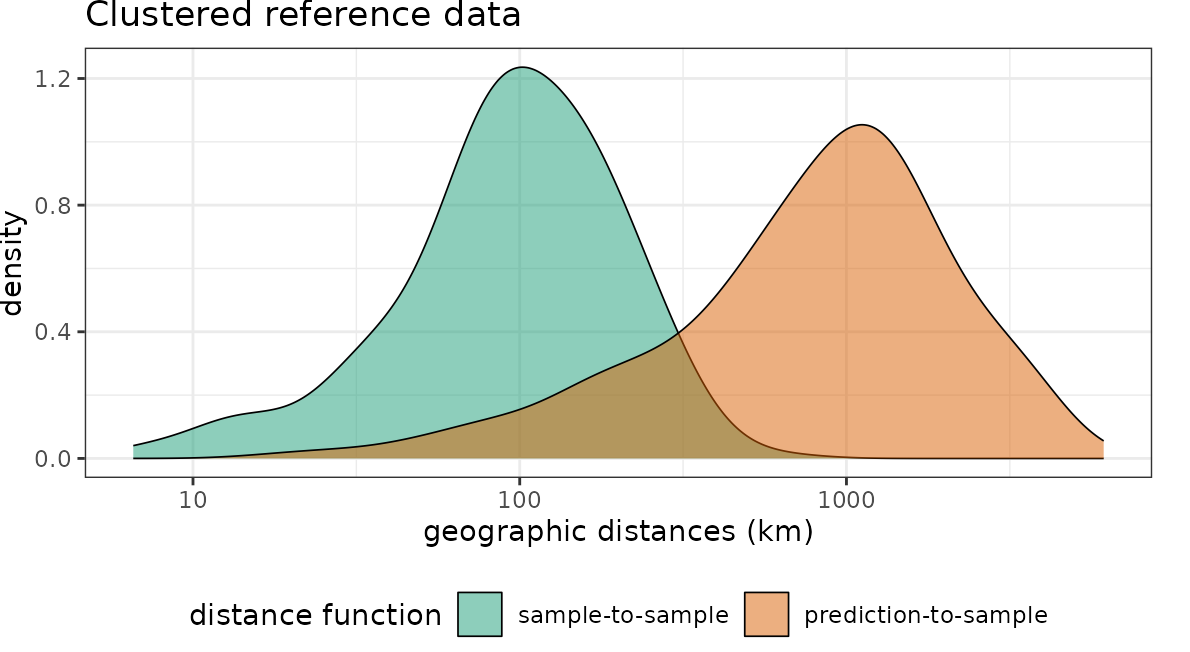 Clustered reference data
density
1.2
0.8
0.4
0.0
10 100 1000
geographic distances (km)
distance function sample-to-sample prediction-to-sample